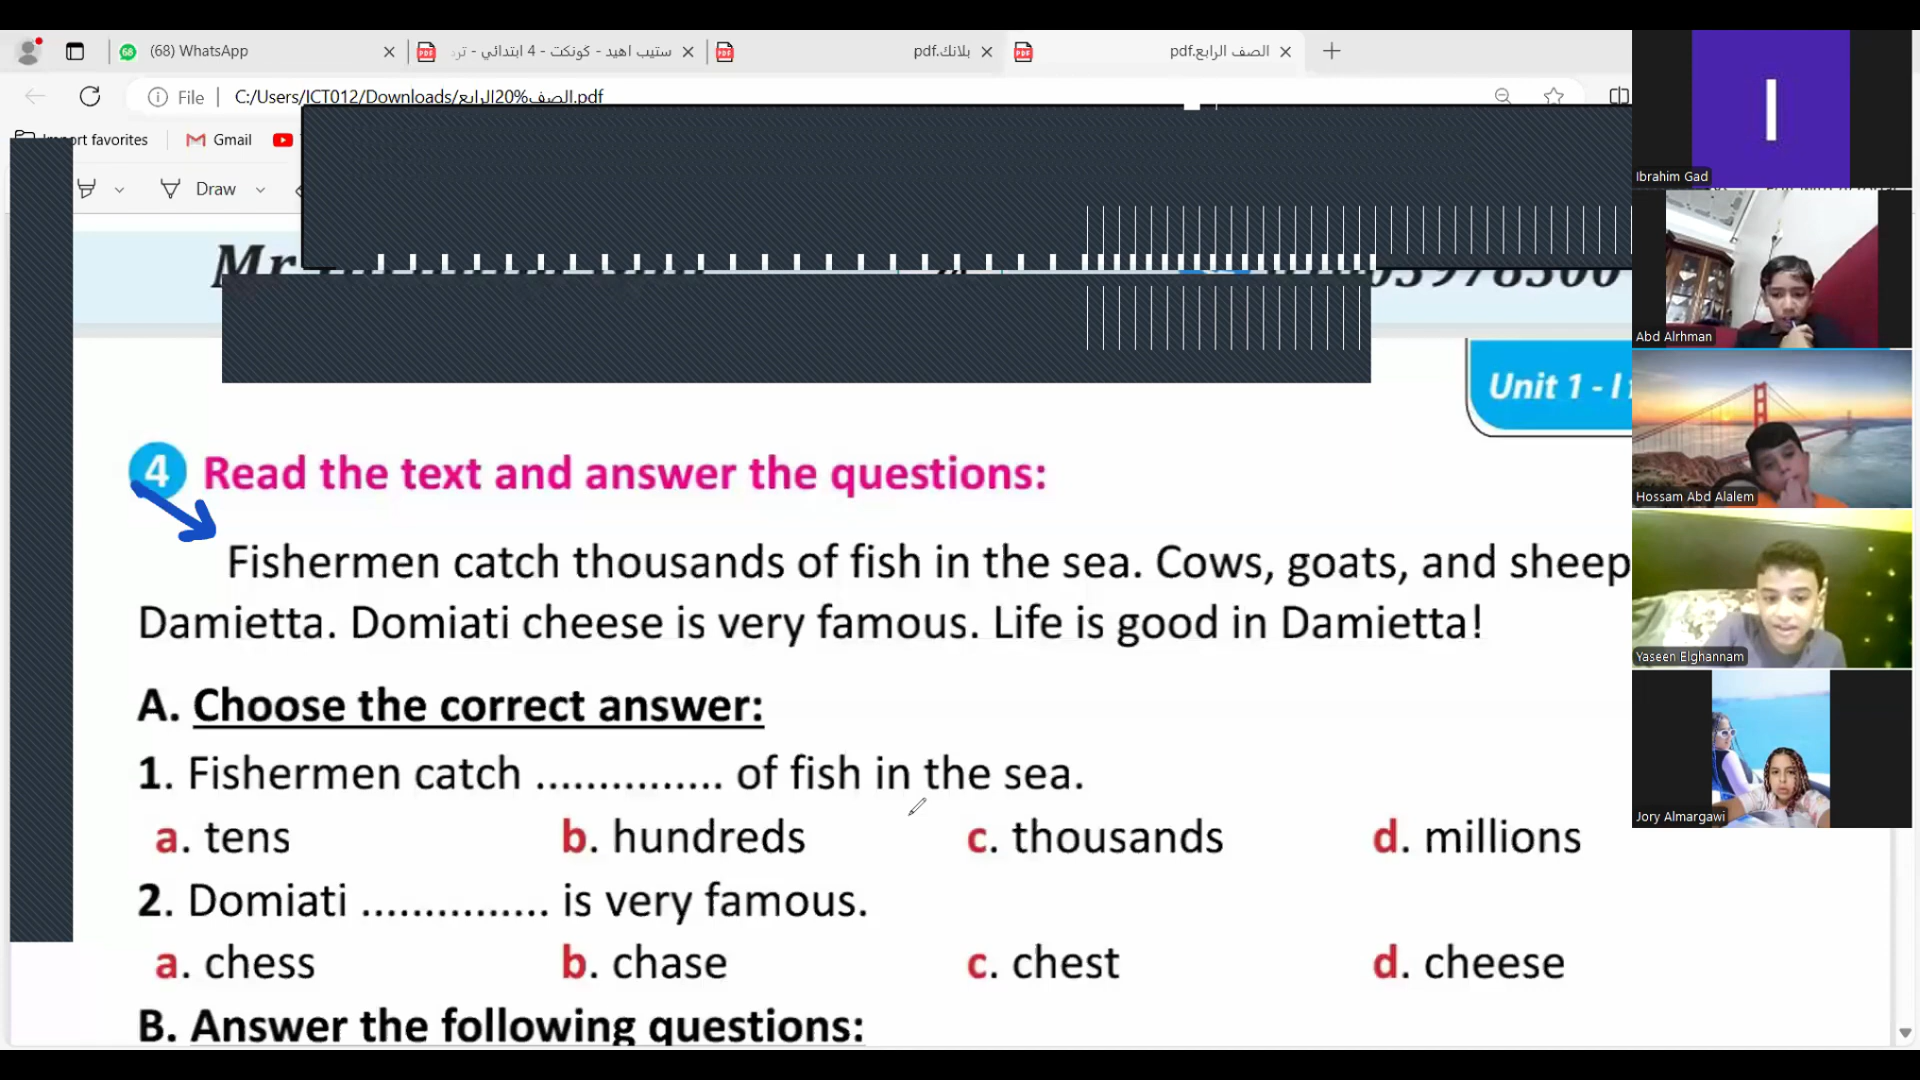 (68) WhatsApp
ستيب اهيد - كونكت - 4 ابتدائي - ترد
بلانك.pdf
الصف الرابع.pdf
File
C:/Users/ICT012/Downloads/الصف%20الرابع.pdf
Import favorites
Gmail
Draw
Mr
Unit 1 - I
4 Read the text and answer the questions:
Fishermen catch thousands of fish in the sea. Cows, goats, and sheep
Damietta. Domiati cheese is very famous. Life is good in Damietta!
A. Choose the correct answer:
1. Fishermen catch ............... of fish in the sea.
a. tens b. hundreds c. thousands d. millions
2. Domiati ............... is very famous.
a. chess b. chase c. chest d. cheese
B. Answer the following questions:
I
Ibrahim Gad
Abd Alrhman
Hossam Abd Alalem
Yaseen Elghannam
Jory Almargawi